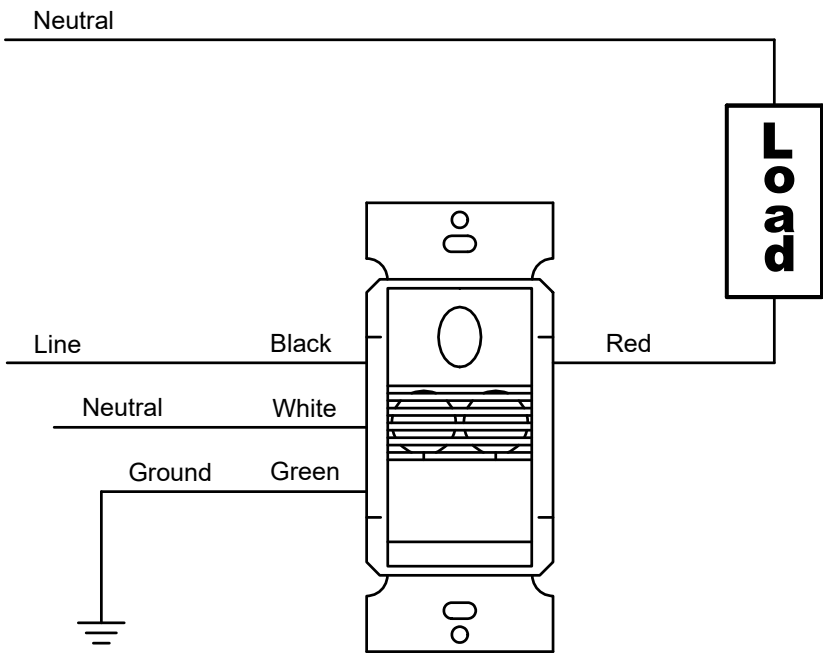 Neutral
Load
Line Black Red
Neutral White
Ground Green